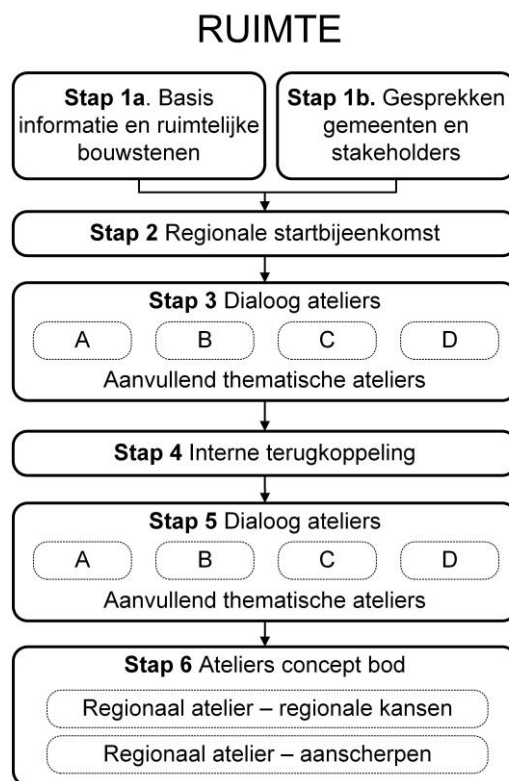 RUIMTE
Stap 1a. Basis
informatie en ruimtelijke
bouwstenen
Stap 1b. Gesprekken
gemeenten en
stakeholders
Stap 2 Regionale startbijeenkomst
Stap 3 Dialoog ateliers
A B C D
Aanvullend thematische ateliers
Stap 4 Interne terugkoppeling
Stap 5 Dialoog ateliers
A B C D
Aanvullend thematische ateliers
Stap 6 Ateliers concept bod
Regionaal atelier – regionale kansen
Regionaal atelier – aanscherpen